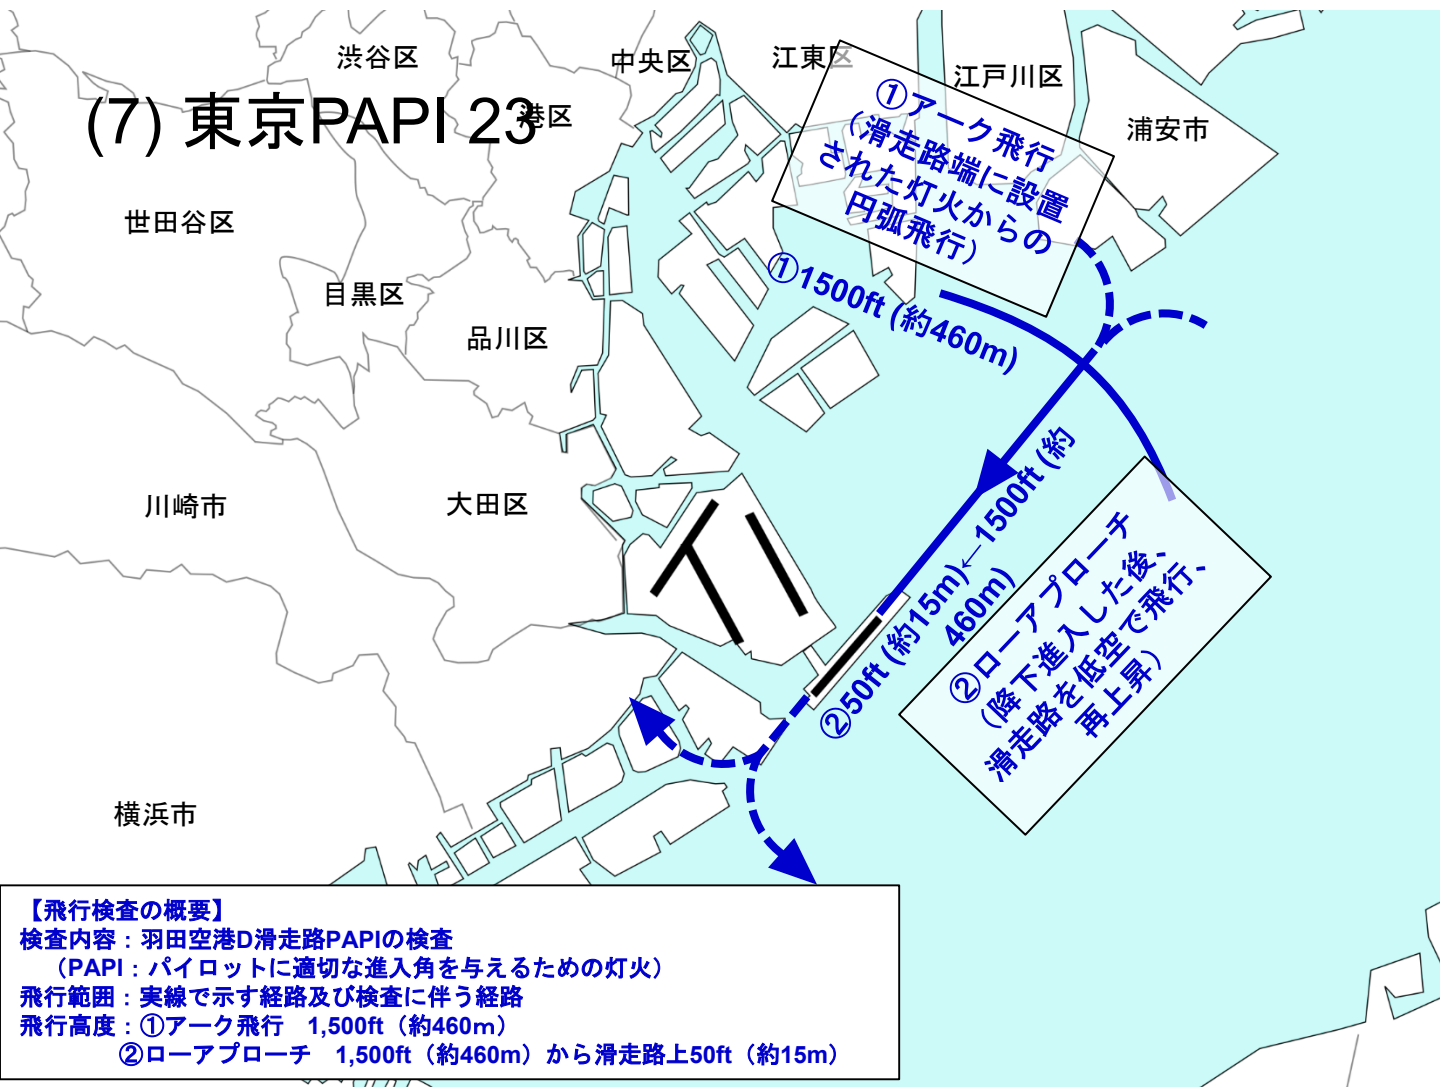 渋谷区
中央区
江東区
江戸川区
(7) 東京PAPI 23
港区
浦安市
世田谷区
目黒区
品川区
川崎市
大田区
横浜市
①アーク飛行
（滑走路端に設置
された灯火からの
円弧飛行）
①1500ft (約460m)
②50ft (約15m)←1500ft (約
460m)
②ローアプローチ
（降下進入した後、
滑走路を低空で飛行、
再上昇）
【飛行検査の概要】
検査内容：羽田空港D滑走路PAPIの検査
（PAPI：パイロットに適切な進入角を与えるための灯火）
飛行範囲：実線で示す経路及び検査に伴う経路
飛行高度：①アーク飛行　1,500ft（約460ｍ）
②ローアプローチ　1,500ft（約460m）から滑走路上50ft（約15m）